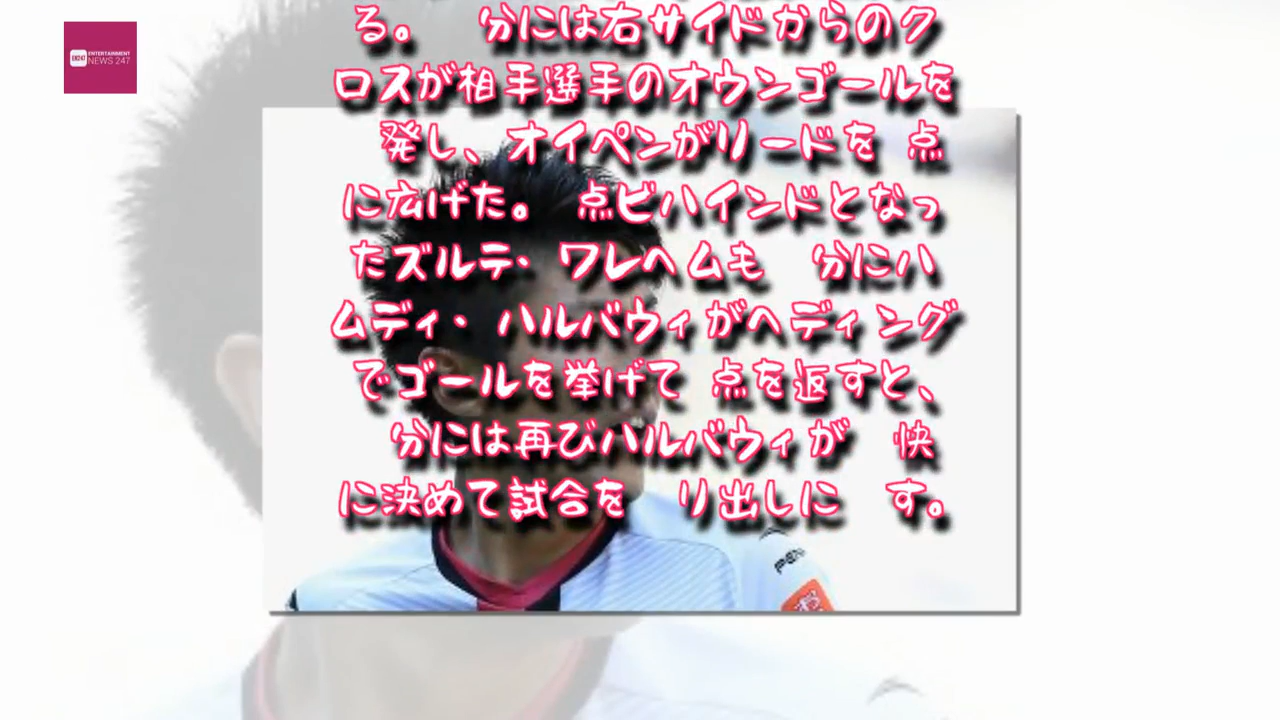 ENTERTAINMENT
NEWS 247
る。 分には右サイドからのク
ロスが相手選手のオウンゴールを
発し、オイペンがリードを 点
に広げた。 点ビハインドとなっ
たズルテ・ワレヘムも 分にハ
ムディ・ハルバウィがヘディング
でゴールを挙げて 点を返すと、
分には再びハルバウィが 快
に決めて試合を り出しに す。
PEN